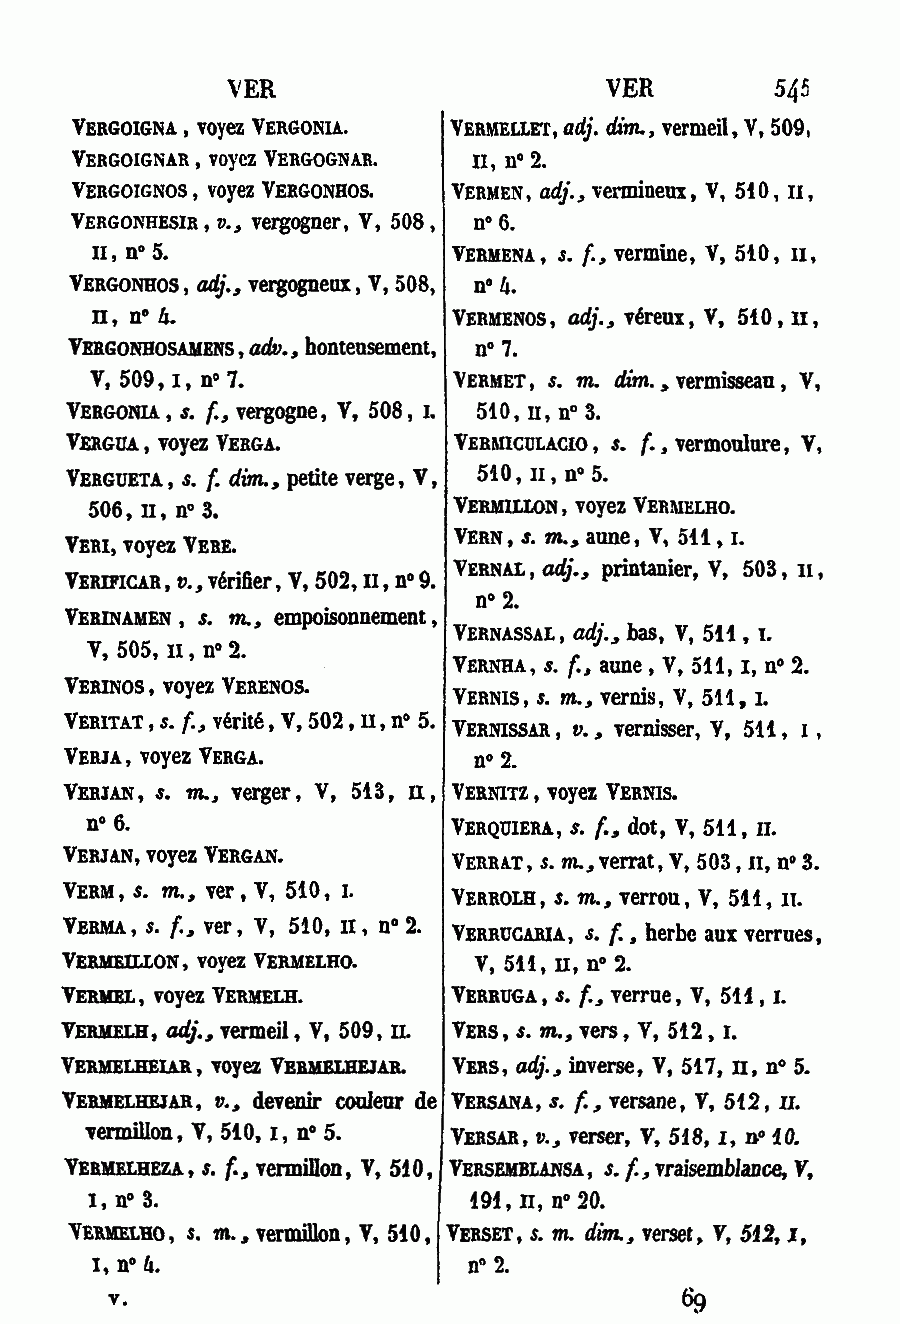 VER
VER 545
VERGOIGNA, voyez VERGONIA.
VERGOIGNAR, voyez VERGOGNAR.
VERGOIGNOS, voyez VERGONHOS.
VERGONHESIR, v., vergogner, V, 508,
II, n° 5.
VERGONHOS, adj., vergogneux, V, 508,
II, n° 4.
VERGONHOSAMENS, adv., honteusement,
V, 509, I, n° 7.
VERGONIA, s. f., vergogne, V, 508, I.
VERGUA, voyez VERGA.
VERGUETA, s. f. dim., petite verge, V,
506, II, n° 3.
VERI, voyez VERE.
VERIFICAR, v., vérifier, V, 502, II, n° 9.
VERINAMEN, s. m., empoisonnement,
V, 505, II, n° 2.
VERINOS, voyez VERENOS.
VERITAT, s. f., vérité, V, 502, II, n° 5.
VERJA, voyez VERGA.
VERJAN, s. m., verger, V, 513, II,
n° 6.
VERJAN, voyez VERGAN.
VERM, s. m., ver, V, 510, I.
VERMA, s. f., ver, V, 510, II, n° 2.
VERMEILLON, voyez VERMELHO.
VERMEL, voyez VERMELH.
VERMELH, adj., vermeil, V, 509, II.
VERMELHEIAR, voyez VERMELHEJAR.
VERMELHEJAR, v., devenir couleur de
vermillon, V, 510, I, n° 5.
VERMELHEZA, s. f., vermillon, V, 510,
I, n° 3.
VERMELHO, s. m., vermillon, V, 510,
I, n° 4.
V.
VERMELLET, adj. dim., vermeil, V, 509,
II, n° 2.
VERMEN, adj., vermineux, V, 510, II,
n° 6.
VERMENA, s. f., vermine, V, 510, II,
n° 4.
VERMENOS, adj., véreux, V, 510, II,
n° 7.
VERMET, s. m. dim., vermisseau, V,
510, II, n° 3.
VERMICULACIO, s. f., vermoulure, V,
510, II, n° 5.
VERMILLON, voyez VERMELHO.
VERN, s. m., aune, V, 511, I.
VERNAL, adj., printanier, V, 503, II,
n° 2.
VERNASSAL, adj., bas, V, 511, I.
VERNHA, s. f., aune, V, 511, I, n° 2.
VERNIS, s. m., vernis, V, 511, I.
VERNISSAR, v., vernisser, V, 511, I,
n° 2.
VERNITZ, voyez VERNIS.
VERQUIERA, s. f., dot, V, 511, II.
VERRAT, s. m., verrat, V, 503, II, n° 3.
VERROLH, s. m., verrou, V, 511, II.
VERRUCARIA, s. f., herbe aux verrues,
V, 511, II, n° 2.
VERRUGA, s. f., verrue, V, 511, I.
VERS, s. m., vers, V, 512, I.
VERS, adj., inverse, V, 517, II, n° 5.
VERSANA, s. f., versane, V, 512, II.
VERSAR, v., verser, V, 518, I, n° 10.
VERSEMBLANSA, s. f., vraisemblance, V,
191, II, n° 20.
VERSET, s. m. dim., verset, V, 512, I,
n° 2.
69